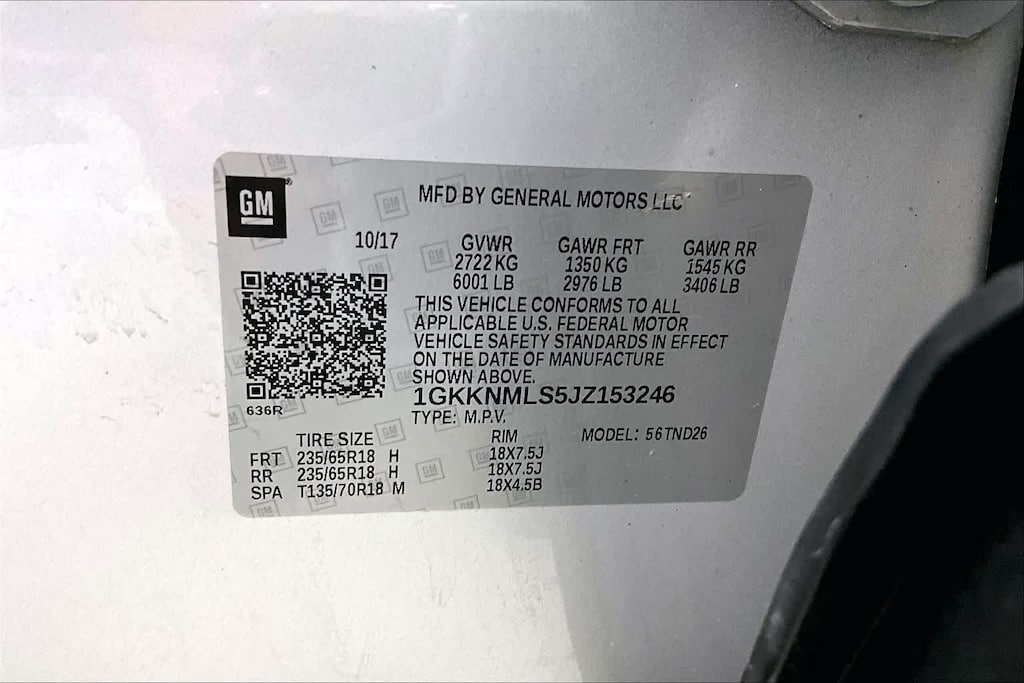 GM
MFD BY GENERAL MOTORS LLC
10/17
GVWR GAWR FRT GAWR RR
2722 KG 1350 KG 1545 KG
6001 LB 2976 LB 3406 LB
THIS VEHICLE CONFORMS TO ALL
APPLICABLE U.S. FEDERAL MOTOR
VEHICLE SAFETY STANDARDS IN EFFECT
ON THE DATE OF MANUFACTURE
SHOWN ABOVE.
636R
1GKKNMLS5JZ153246
TYPE: M.P.V.
TIRE SIZE RIM MODEL: 56TND26
FRT 235/65R18 H 18X7.5J
RR 235/65R18 H 18X7.5J
SPA T135/70R18 M 18X4.5B